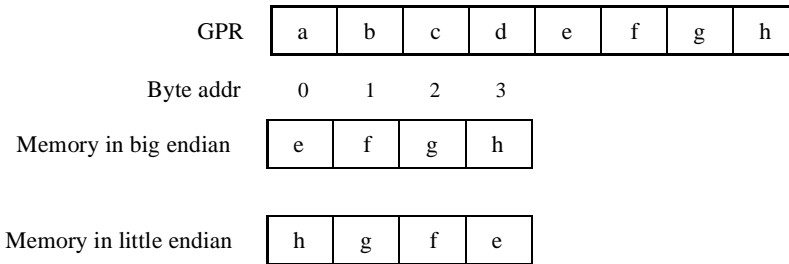 GPR a b c d e f g h
Byte addr 0 1 2 3
Memory in big endian e f g h
Memory in little endian h g f e